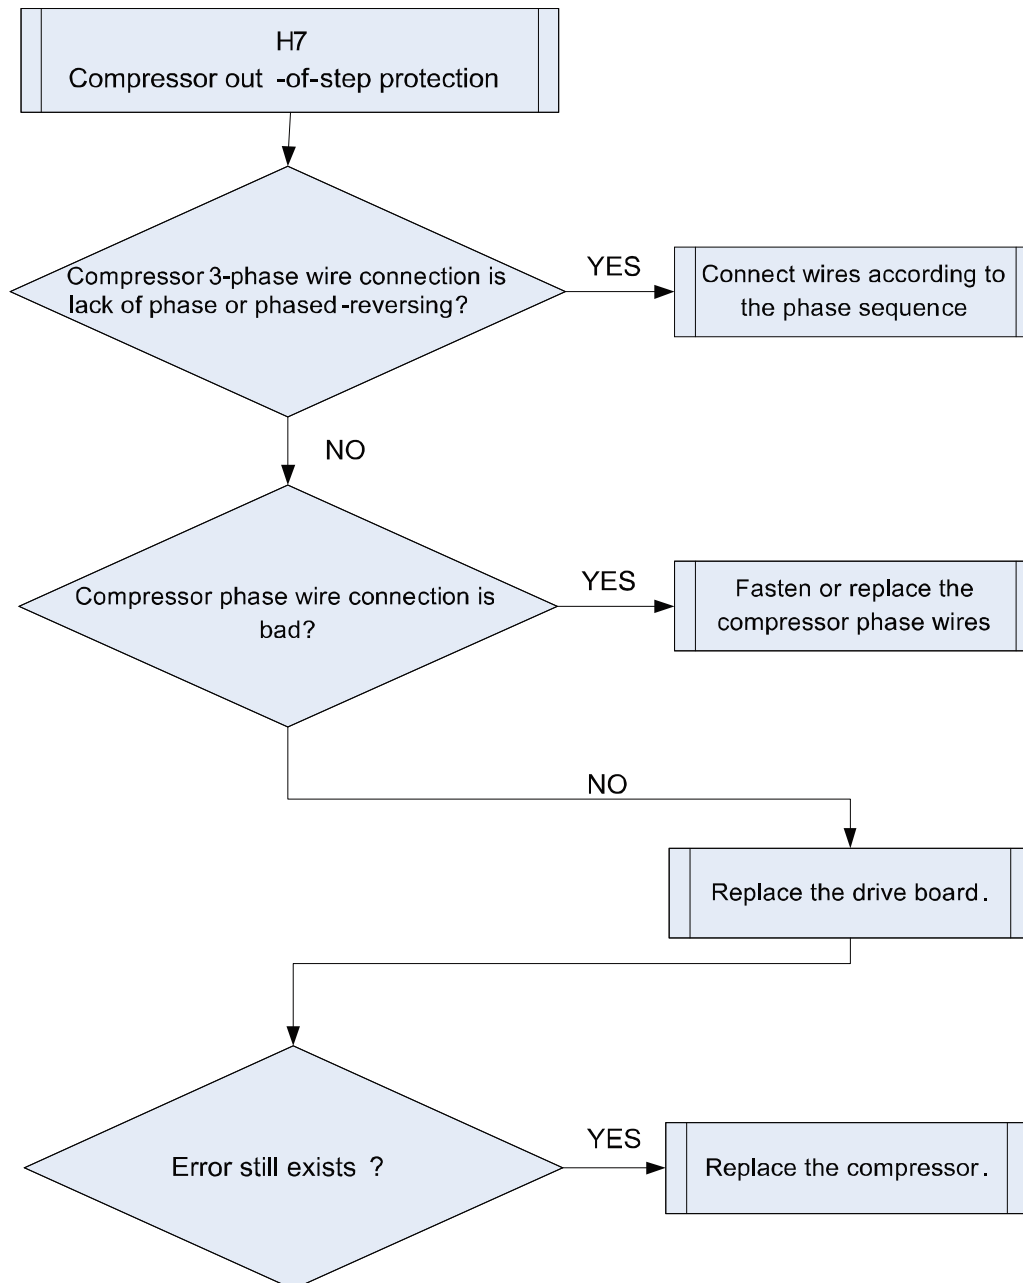 H7
Compressor out -of-step protection
Compressor 3-phase wire connection is
lack of phase or phased-reversing?
YES
Connect wires according to
the phase sequence
NO
Compressor phase wire connection is
bad?
YES
Fasten or replace the
compressor phase wires
NO
Replace the drive board.
Error still exists ?
YES
Replace the compressor.